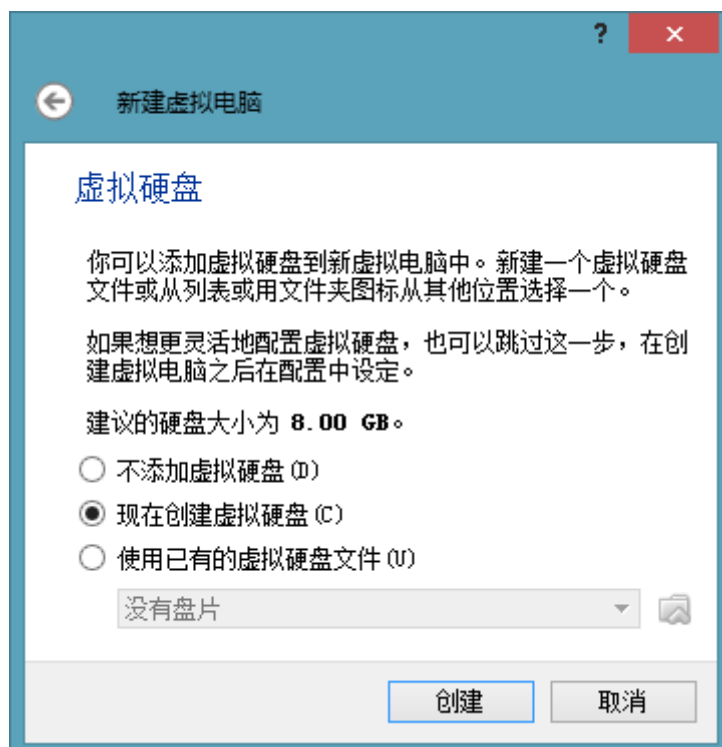 ?
新建虚拟电脑
虚拟硬盘
你可以添加虚拟硬盘到新虚拟电脑中。新建一个虚拟硬盘
文件或从列表或用文件夹图标从其他位置选择一个。
如果想更灵活地配置虚拟硬盘，也可以跳过这一步，在创
建虚拟电脑之后在配置中设定。
建议的硬盘大小为 8.00 GB。
不添加虚拟硬盘(D)
现在创建虚拟硬盘(C)
使用已有的虚拟硬盘文件(U)
没有盘片
创建 取消